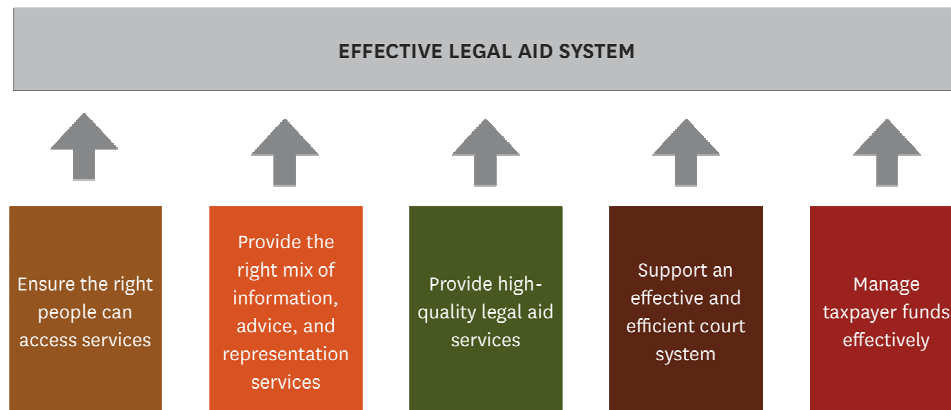 EFFECTIVE LEGAL AID SYSTEM
Ensure the right
people can
access services
Provide the
right mix of
information,
advice, and
representation
services
Provide high-
quality legal aid
services
Support an
effective and
efficient court
system
Manage
taxpayer funds
effectively